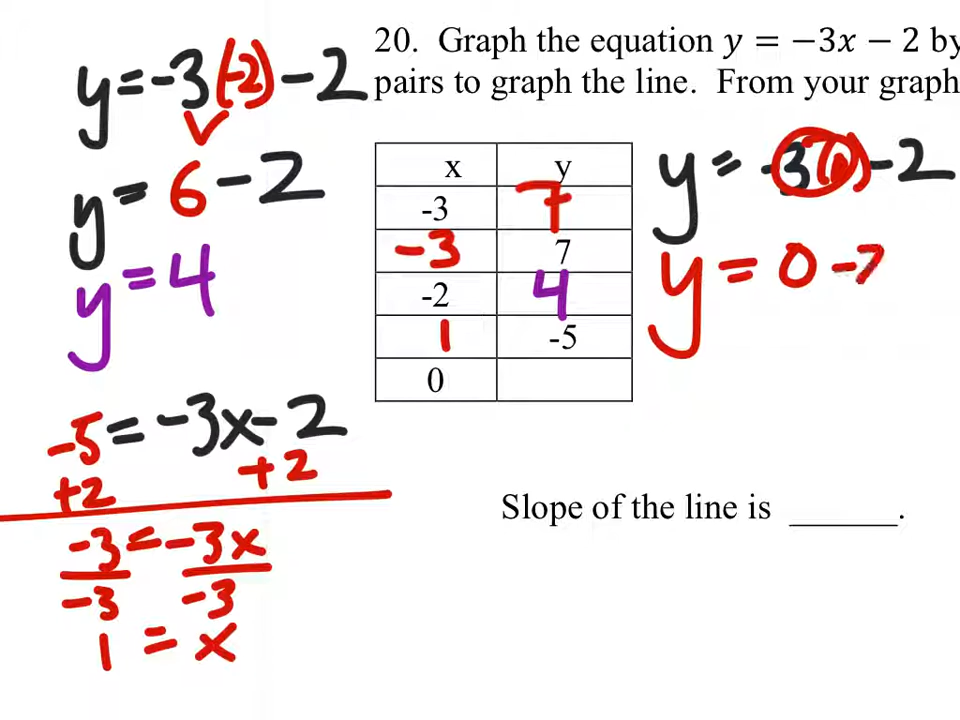 20. Graph the equation y = −3x − 2 by
pairs to graph the line. From your graph
y = -3(-2) - 2
y = 6 - 2
y = 4
x y
-3 7
-3 7
-2 4
1 -5
0
y = -3(0) - 2
y = 0 - 2
-5 = -3x - 2
+2 +2
-3 = -3x
-3 -3
1 = x
Slope of the line is ______.